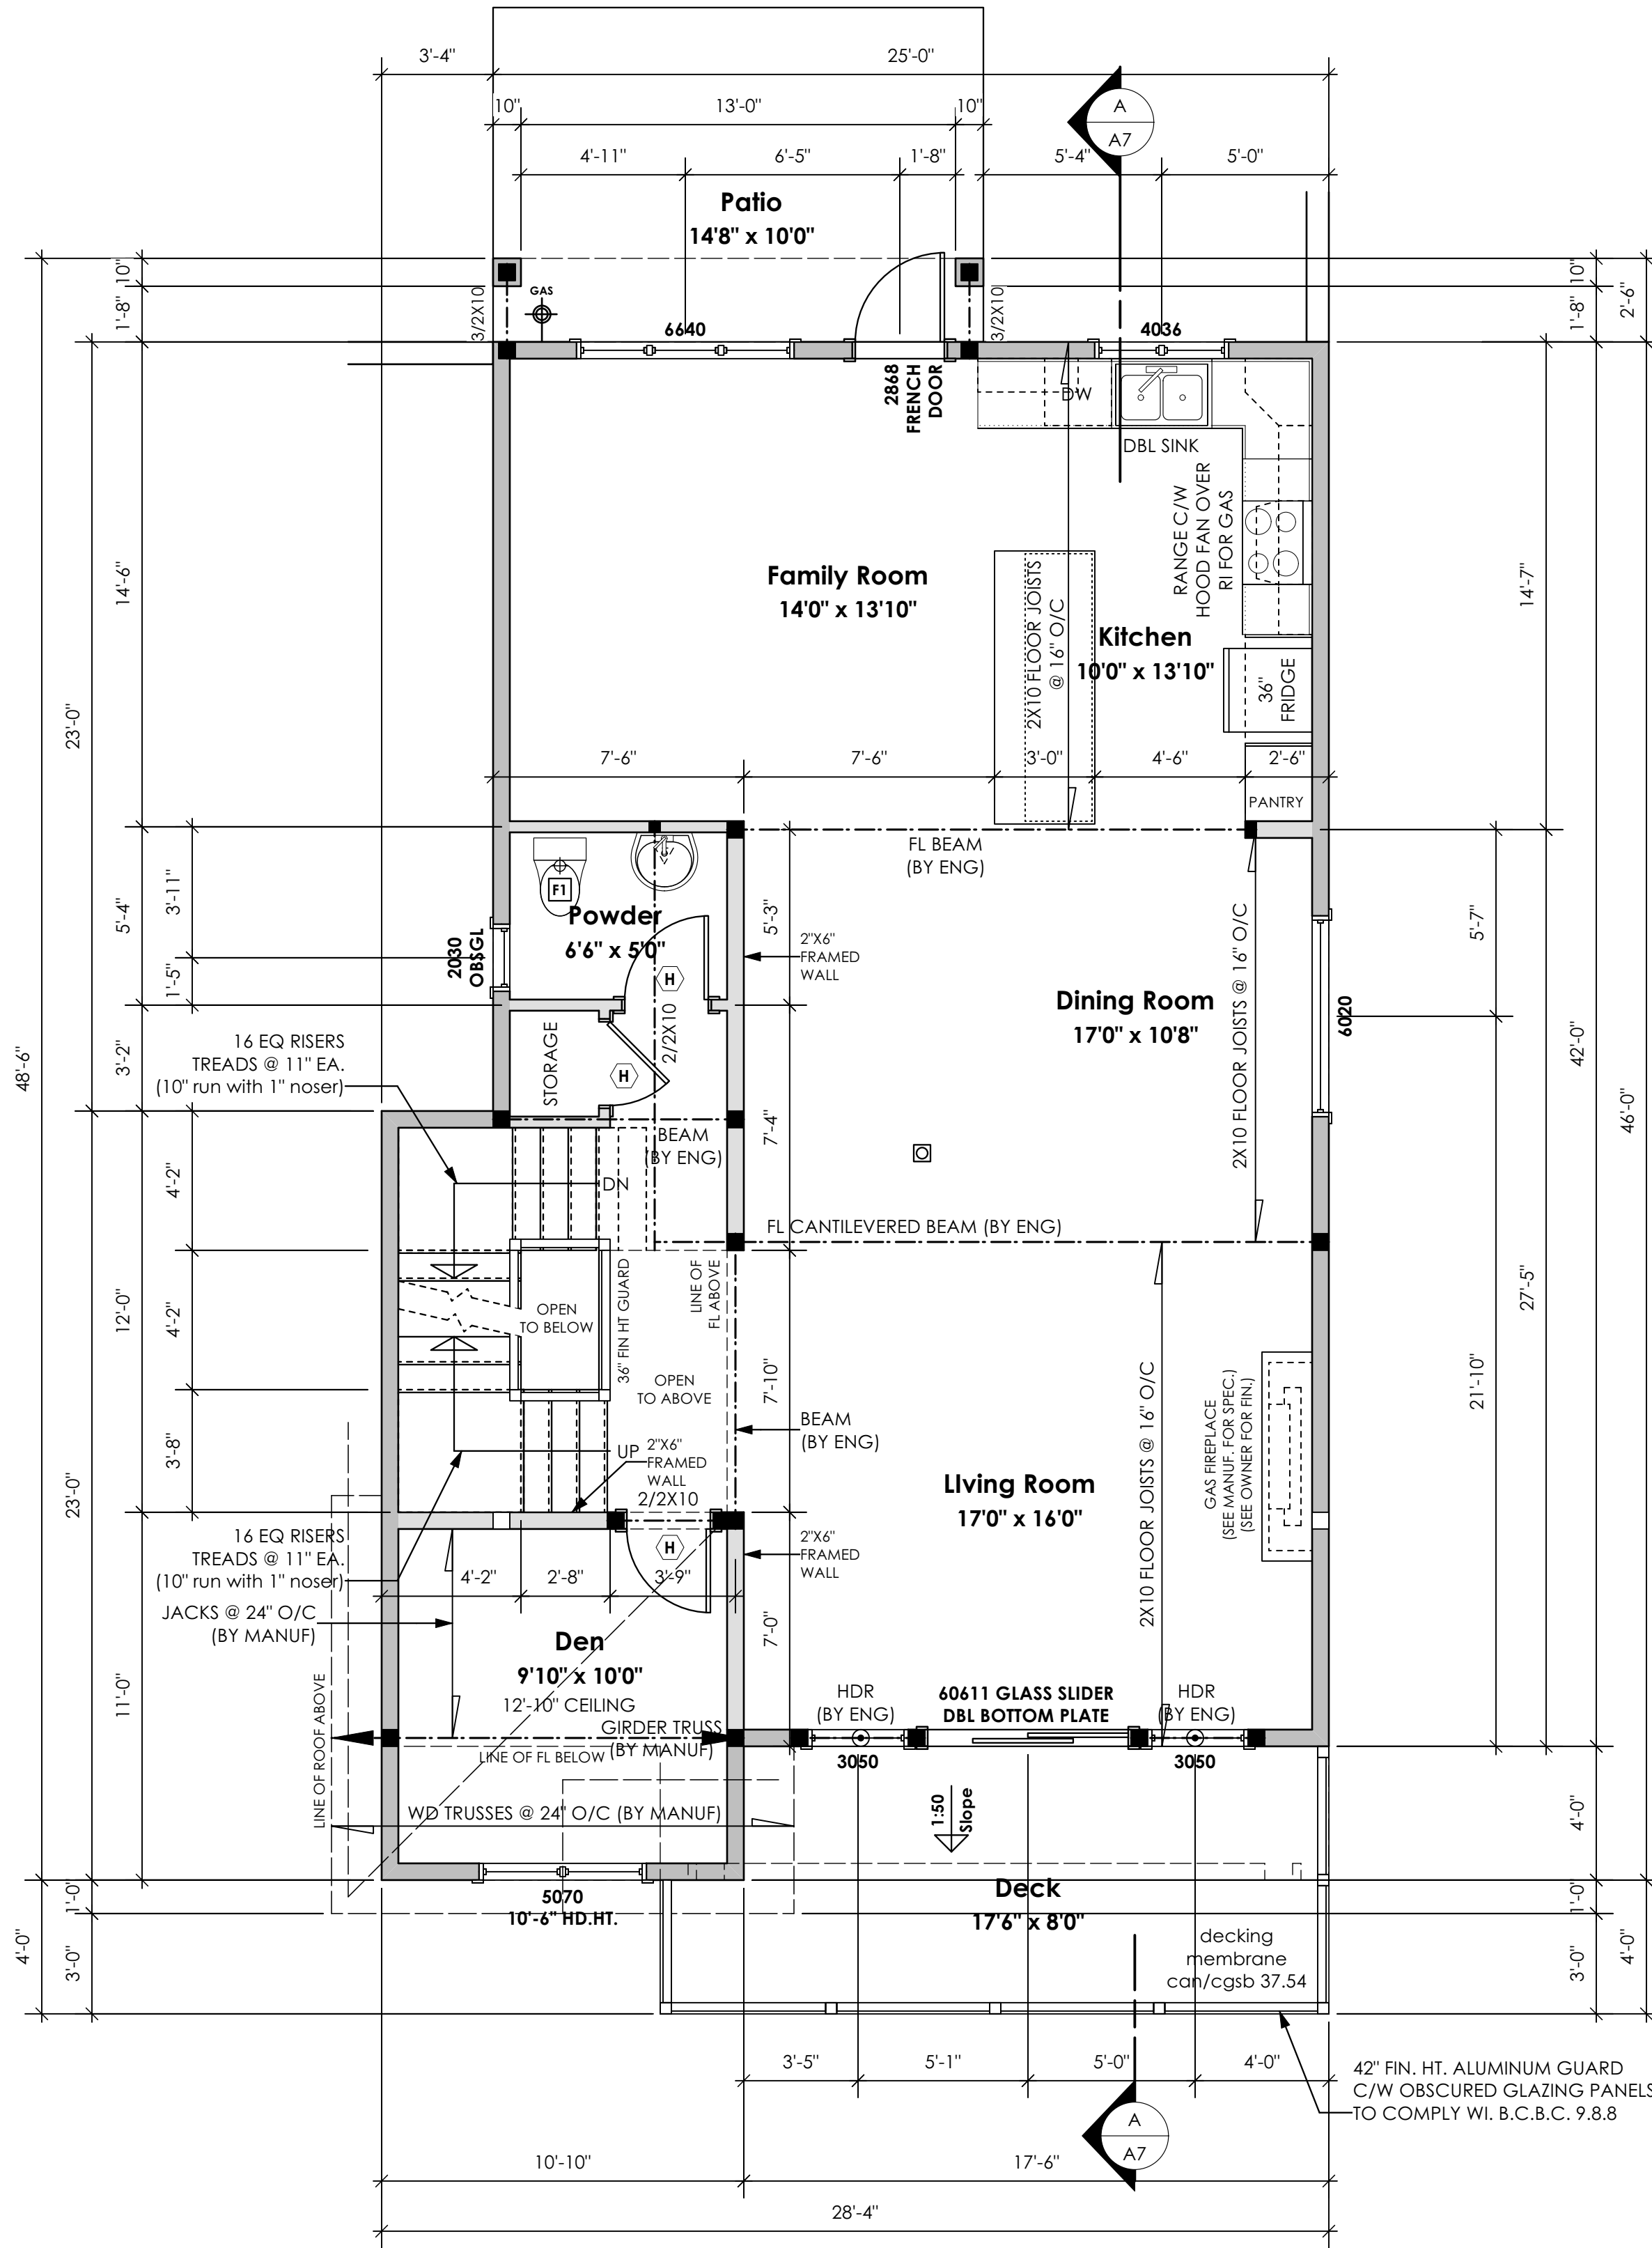 3'-4"
25'-0"
10"
13'-0"
10"
A
A7
4'-11"
6'-5"
1'-8"
5'-4"
5'-0"
Patio
14'8" x 10'0"
10"
1'-8"
3/2X10
GAS
6640
2868
FRENCH
DOOR
3/2X10
4036
10"
1'-8"
2'-6"
DW
DBL SINK
RANGE C/W
HOOD FAN OVER
RI FOR GAS
Family Room
14'0" x 13'10"
2X10 FLOOR JOISTS
@ 16" O/C
Kitchen
10'0" x 13'10"
36"
FRIDGE
14'-6"
23'-0"
14'-7"
7'-6"
7'-6"
3'-0"
4'-6"
2'-6"
PANTRY
FL BEAM
(BY ENG)
F1
Powder
6'6" x 5'0"
H
2030
OBSGL
3'-11"
5'-4"
1'-5"
5'-3"
2"X6"
FRAMED
WALL
2X10 FLOOR JOISTS @ 16" O/C
5'-7"
Dining Room
17'0" x 10'8"
6020
48'-6"
42'-0"
46'-0"
3'-2"
16 EQ RISERS
TREADS @ 11" EA.
(10" run with 1" noser)
STORAGE
H
2/2X10
BEAM
(BY ENG)
7'-4"
DN
4'-2"
FL CANTILEVERED BEAM (BY ENG)
12'-0"
4'-2"
OPEN
TO BELOW
36" FIN HT GUARD
LINE OF
FL ABOVE
OPEN
TO ABOVE
7'-10"
27'-5"
21'-10"
BEAM
(BY ENG)
2X10 FLOOR JOISTS @ 16" O/C
GAS FIREPLACE
(SEE MANUF. FOR SPEC.)
(SEE OWNER FOR FIN.)
3'-8"
UP
2"X6"
FRAMED
WALL
2/2X10
LIving Room
17'0" x 16'0"
23'-0"
16 EQ RISERS
TREADS @ 11" EA.
(10" run with 1" noser)
H
2"X6"
FRAMED
WALL
4'-2"
2'-8"
3'-9"
JACKS @ 24" O/C
(BY MANUF)
7'-0"
Den
9'10" x 10'0"
12'-10" CEILING
11'-0"
LINE OF ROOF ABOVE
GIRDER TRUSS
(BY MANUF)
LINE OF FL BELOW
HDR
(BY ENG)
60611 GLASS SLIDER
DBL BOTTOM PLATE
HDR
(BY ENG)
3050
3050
WD TRUSSES @ 24" O/C (BY MANUF)
1:50
Slope
4'-0"
5070
10'-6" HD.HT.
Deck
17'6" x 8'0"
1'-0"
4'-0"
3'-0"
1'-0"
3'-0"
4'-0"
decking
membrane
can/cgsb 37.54
3'-5"
5'-1"
5'-0"
4'-0"
42" FIN. HT. ALUMINUM GUARD
C/W OBSCURED GLAZING PANELS
TO COMPLY WI. B.C.B.C. 9.8.8
A
A7
10'-10"
17'-6"
28'-4"